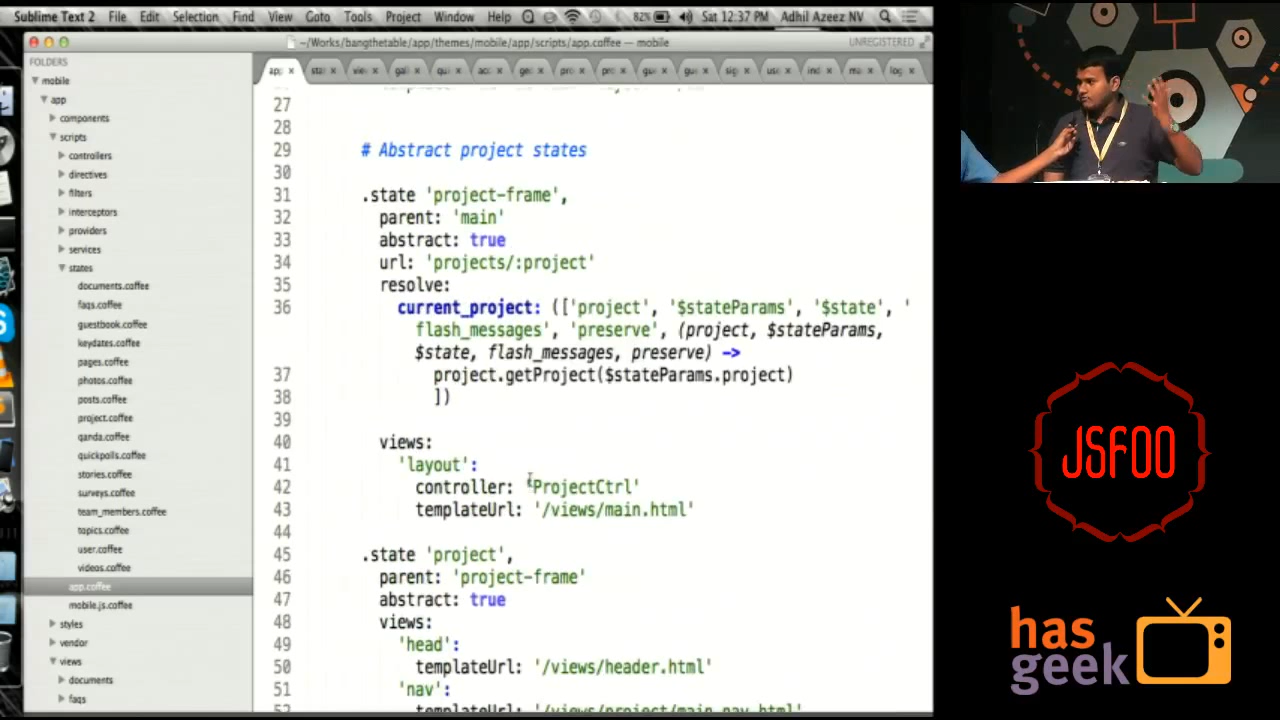 Sublime Text 2 File Edit Selection Find View Goto Tools Project Window Help 82% Sat 12:37 PM Adhil Azeez NV
~/Works/bangthetable/app/themes/mobile/app/scripts/app.coffee — mobile
UNREGISTERED
FOLDERS
mobile
app
components
scripts
controllers
directives
filters
interceptors
providers
services
states
documents.coffee
faqs.coffee
guestbook.coffee
keydates.coffee
pages.coffee
photos.coffee
posts.coffee
project.coffee
qanda.coffee
quickpolls.coffee
stories.coffee
surveys.coffee
team_members.coffee
topics.coffee
user.coffee
videos.coffee
app.coffee
mobile.js.coffee
styles
vendor
views
documents
faqs
27
28
29 # Abstract project states
30
31 .state 'project-frame',
32 parent: 'main'
33 abstract: true
34 url: 'projects/:project'
35 resolve:
36 current_project: (['project', '$stateParams', '$state', '
flash_messages', 'preserve', (project, $stateParams,
$state, flash_messages, preserve) ->
37 project.getProject($stateParams.project)
38 ])
39
40 views:
41 'layout':
42 controller: 'ProjectCtrl'
43 templateUrl: '/views/main.html'
44
45 .state 'project',
46 parent: 'project-frame'
47 abstract: true
48 views:
49 'head':
50 templateUrl: '/views/header.html'
51 'nav':
52 templateUrl: '/views/project/main_nav.html'
JSFOO
has
geek